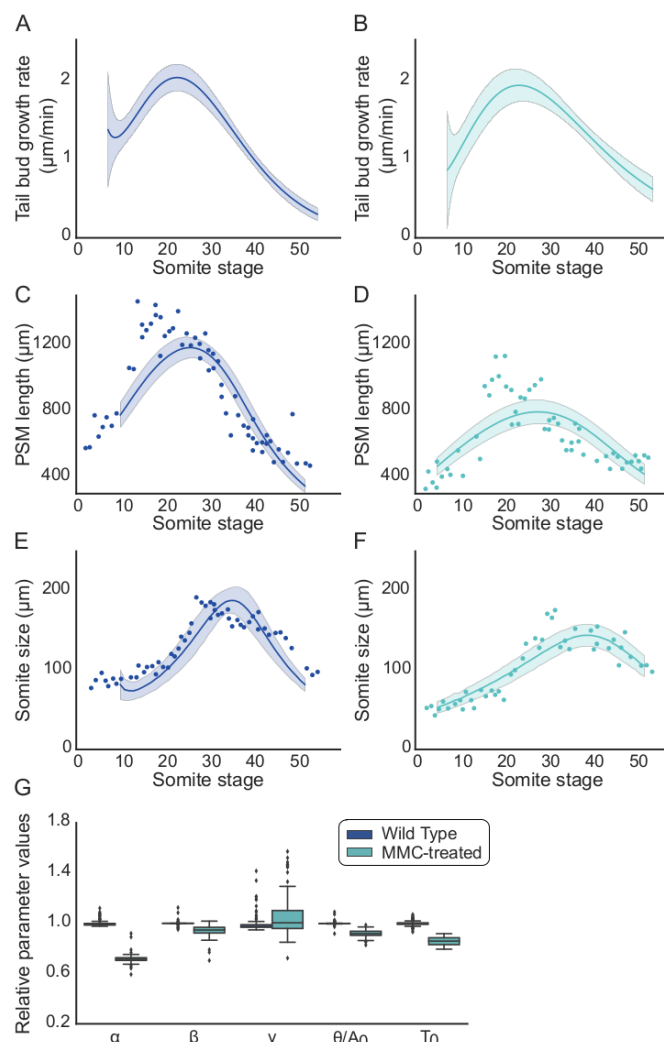 A
B
Tail bud growth rate
(µm/min)
2
1
0
0 10 20 30 40 50
Somite stage
Tail bud growth rate
(µm/min)
2
1
0
0 10 20 30 40 50
Somite stage
C
D
PSM length (µm)
1200
800
400
0 10 20 30 40 50
Somite stage
PSM length (µm)
1200
800
400
0 10 20 30 40 50
Somite stage
E
F
Somite size (µm)
200
100
0
0 10 20 30 40 50
Somite stage
Somite size (µm)
200
100
0
0 10 20 30 40 50
Somite stage
G
Relative parameter values
1.8
1.4
1.0
0.6
0.2
Wild Type
MMC-treated
α β γ θ/A0 T0